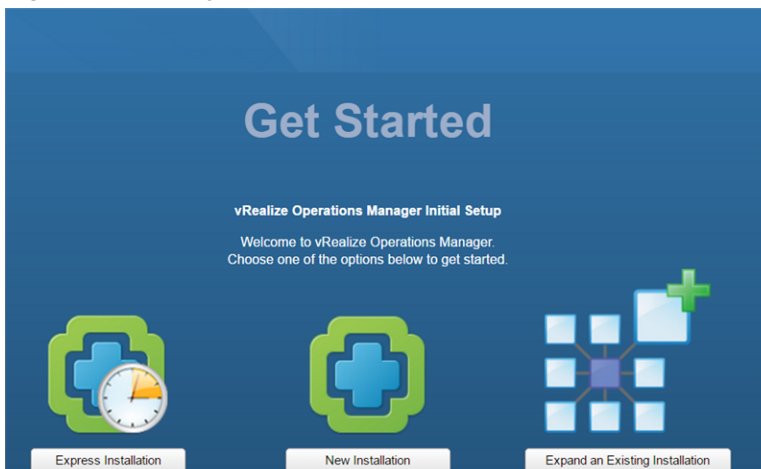 Get Started
vRealize Operations Manager Initial Setup
Welcome to vRealize Operations Manager.
Choose one of the options below to get started.
Express Installation
New Installation
Expand an Existing Installation